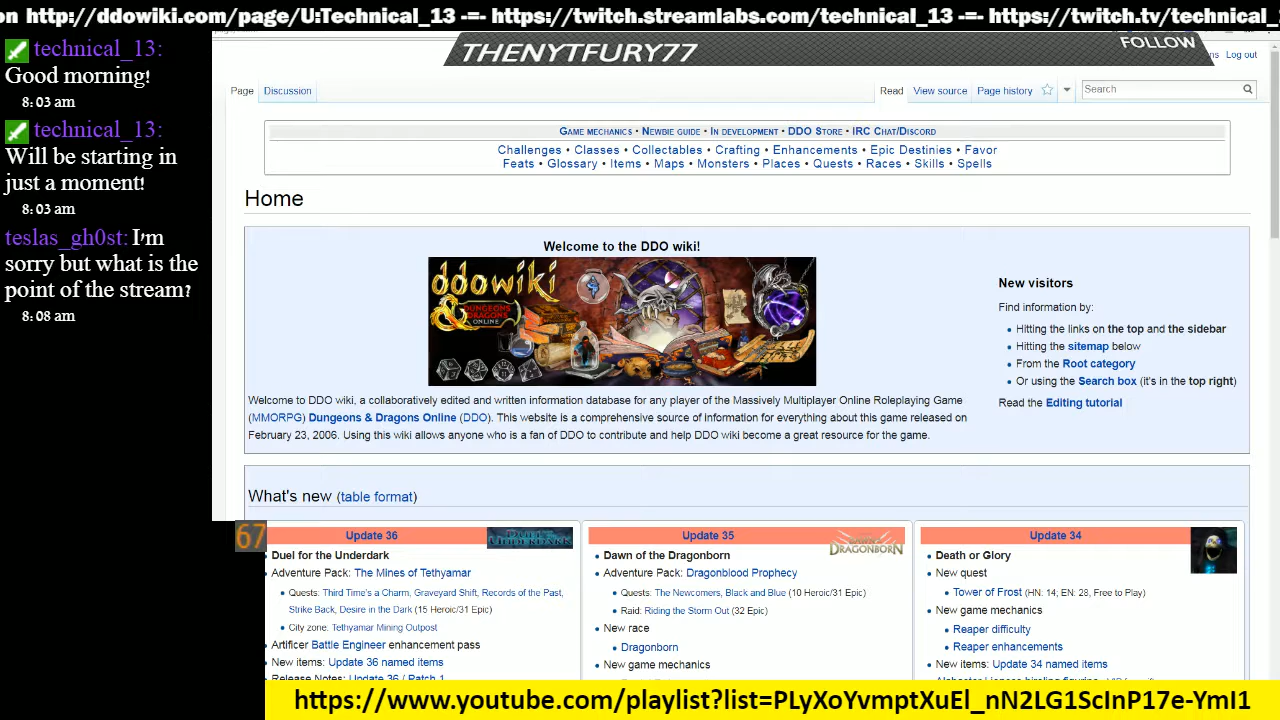 on http://ddowiki.com/page/U:Technical_13 -=- https://twitch.streamlabs.com/technical_13 -=- https://twitch.tv/technical_
technical_13:
Good morning!
8:03 am
technical_13:
Will be starting in
just a moment!
8:03 am
teslas_gh0st: I'm
sorry but what is the
point of the stream?
8:08 am
THENYTFURY77
FOLLOW
Log out
Page Discussion
Read View source Page history
Search
GAME MECHANICS • NEWBIE GUIDE • IN DEVELOPMENT • DDO STORE • IRC CHAT/DISCORD
Challenges • Classes • Collectables • Crafting • Enhancements • Epic Destinies • Favor
Feats • Glossary • Items • Maps • Monsters • Places • Quests • Races • Skills • Spells
Home
Welcome to the DDO wiki!
ddowiki
DUNGEONS & DRAGONS
ONLINE
Welcome to DDO wiki, a collaboratively edited and written information database for any player of the Massively Multiplayer Online Roleplaying Game
(MMORPG) Dungeons & Dragons Online (DDO). This website is a comprehensive source of information for everything about this game released on
February 23, 2006. Using this wiki allows anyone who is a fan of DDO to contribute and help DDO wiki become a great resource for the game.
New visitors
Find information by:
• Hitting the links on the top and the sidebar
• Hitting the sitemap below
• From the Root category
• Or using the Search box (it's in the top right)
Read the Editing tutorial
What's new (table format)
67
Update 36
• Duel for the Underdark
Adventure Pack: The Mines of Tethyamar
• Quests: Third Time's a Charm, Graveyard Shift, Records of the Past,
Strike Back, Desire in the Dark (15 Heroic/31 Epic)
• City zone: Tethyamar Mining Outpost
Artificer Battle Engineer enhancement pass
• New items: Update 36 named items
Release Notes: Update 36 / Patch 1
Update 35
DRAGONBORN
• Dawn of the Dragonborn
• Adventure Pack: Dragonblood Prophecy
• Quests: The Newcomers, Black and Blue (10 Heroic/31 Epic)
• Raid: Riding the Storm Out (32 Epic)
• New race
• Dragonborn
• New game mechanics
Update 34
• Death or Glory
• New quest
• Tower of Frost (HN: 14; EN: 28, Free to Play)
• New game mechanics
• Reaper difficulty
• Reaper enhancements
• New items: Update 34 named items
https://www.youtube.com/playlist?list=PLyXoYvmptXuEl_nN2LG1ScInP17e-YmI1